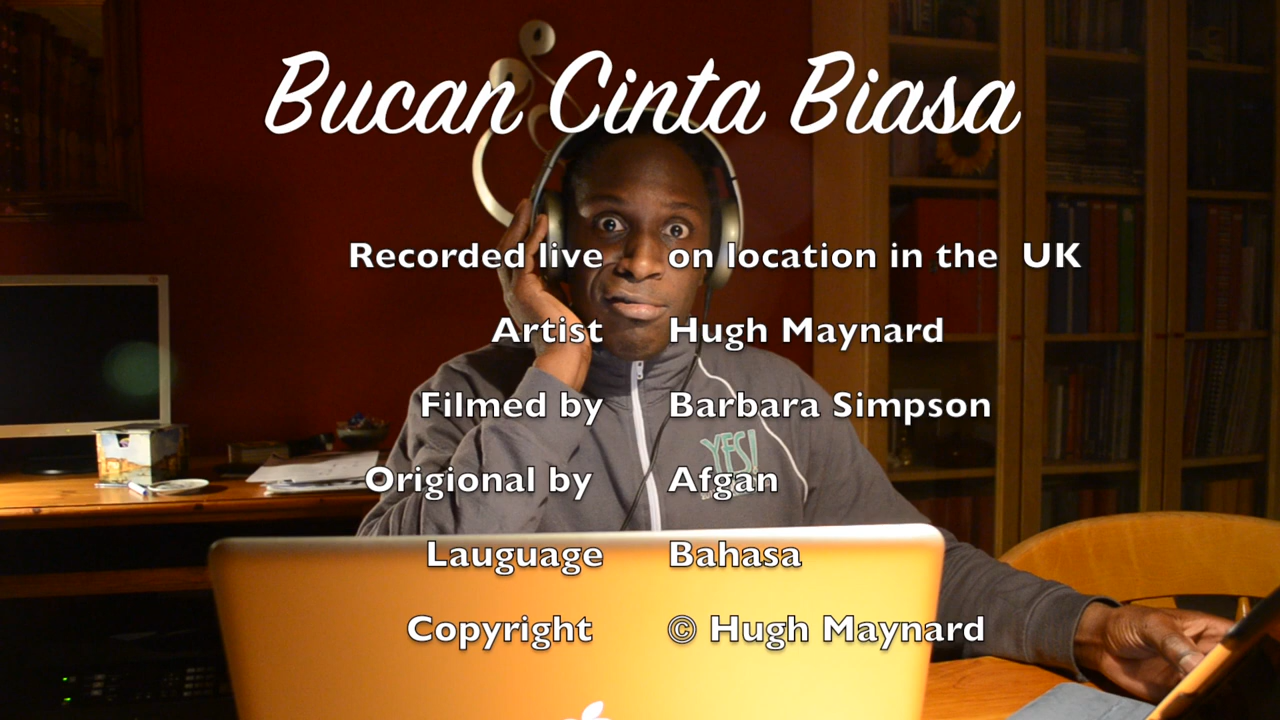 Bucan Cinta Biasa
Recorded live on location in the UK
Artist Hugh Maynard
Filmed by Barbara Simpson
YES!
Origional by Afgan
Lauguage Bahasa
Copyright © Hugh Maynard